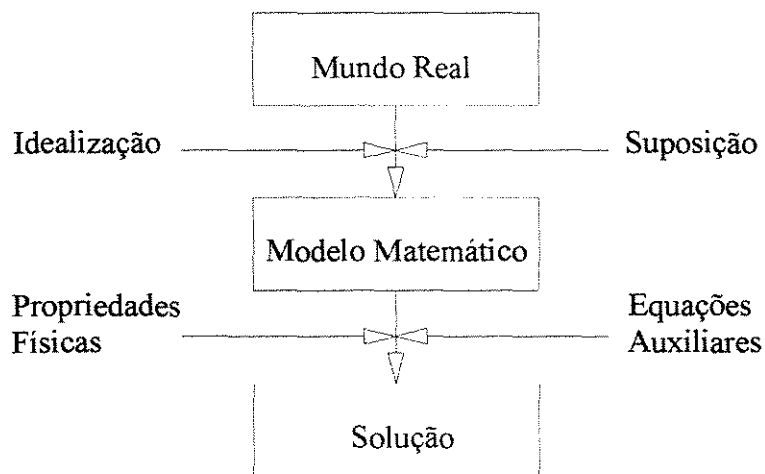 Mundo Real
Idealização
Suposição
Modelo Matemático
Propriedades
Físicas
Equações
Auxiliares
Solução